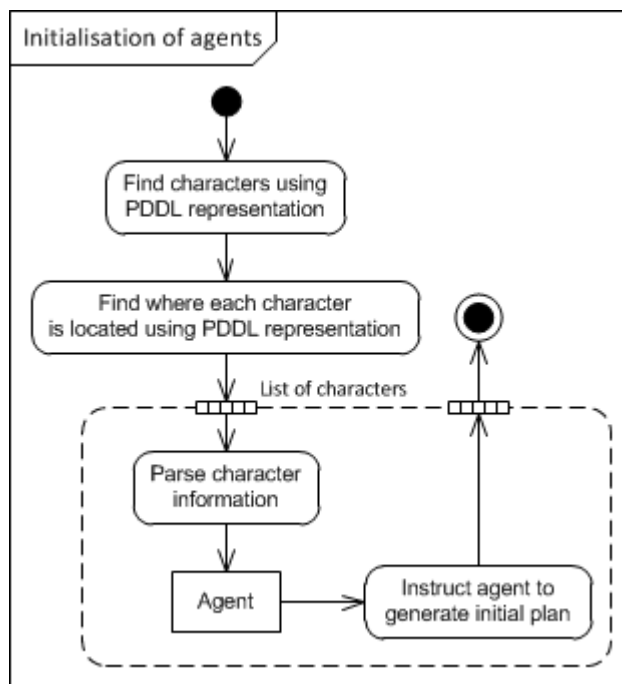 Initialisation of agents
Find characters using
PDDL representation
Find where each character
is located using PDDL representation
List of characters
Parse character
information
Agent
Instruct agent to
generate initial plan